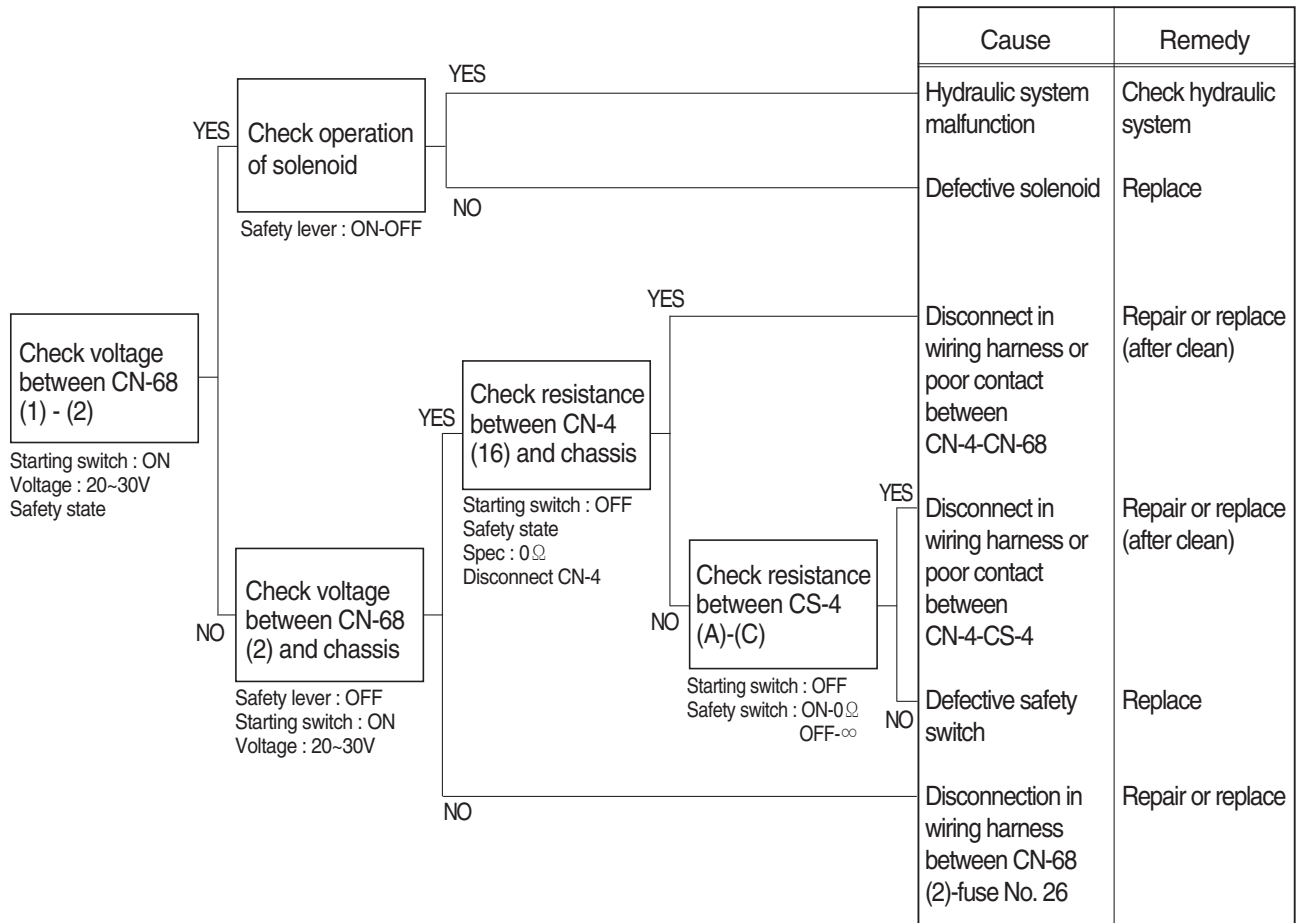 Cause
Remedy
YES
Hydraulic system
malfunction
Check hydraulic
system
YES
Check operation
of solenoid
NO
Defective solenoid
Replace
Safety lever : ON-OFF
Check voltage
between CN-68
(1) - (2)
Starting switch : ON
Voltage : 20~30V
Safety state
YES
Check resistance
between CN-4
(16) and chassis
Starting switch : OFF
Safety state
Spec : 0Ω
Disconnect CN-4
YES
Disconnect in
wiring harness or
poor contact
between
CN-4-CN-68
Repair or replace
(after clean)
NO
Check voltage
between CN-68
(2) and chassis
Safety lever : OFF
Starting switch : ON
Voltage : 20~30V
NO
Check resistance
between CS-4
(A)-(C)
Starting switch : OFF
Safety switch : ON-0Ω
OFF-∞
YES
Disconnect in
wiring harness or
poor contact
between
CN-4-CS-4
Repair or replace
(after clean)
NO
Defective safety
switch
Replace
NO
Disconnection in
wiring harness
between CN-68
(2)-fuse No. 26
Repair or replace